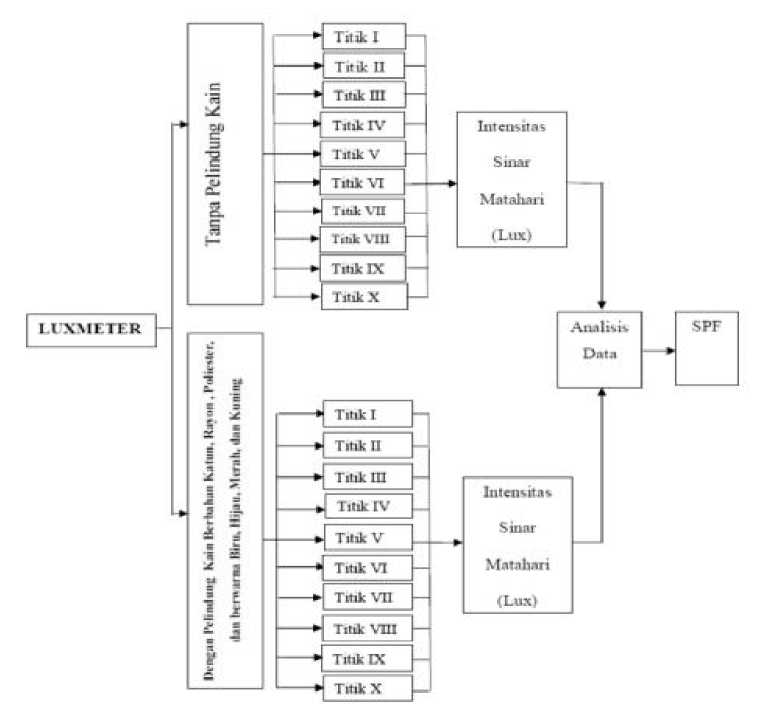 LUXMETER
Tanpa Pelindung Kain
Titik I
Titik II
Titik III
Titik IV
Titik V
Titik VI
Titik VII
Titik VIII
Titik IX
Titik X
Intensitas
Sinar
Matahari
(Lux)
Dengan Pelindung Kain Berbahan Katun, Rayon , Poliester,
dan berwarna Biru, Hijau, Merah, dan Kuning
Titik I
Titik II
Titik III
Titik IV
Titik V
Titik VI
Titik VII
Titik VIII
Titik IX
Titik X
Intensitas
Sinar
Matahari
(Lux)
Analisis
Data
SPF